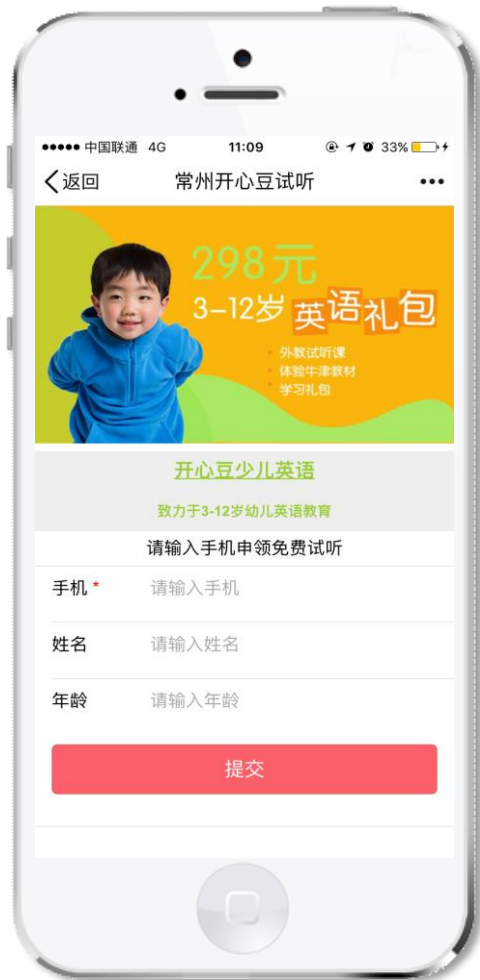 中国联通 4G 11:09 33%
返回 常州开心豆试听
298元
3-12岁 英语礼包
外教试听课
体验牛津教材
学习礼包
开心豆少儿英语
致力于3-12岁幼儿英语教育
请输入手机申领免费试听
手机 * 请输入手机
姓名 请输入姓名
年龄 请输入年龄
提交